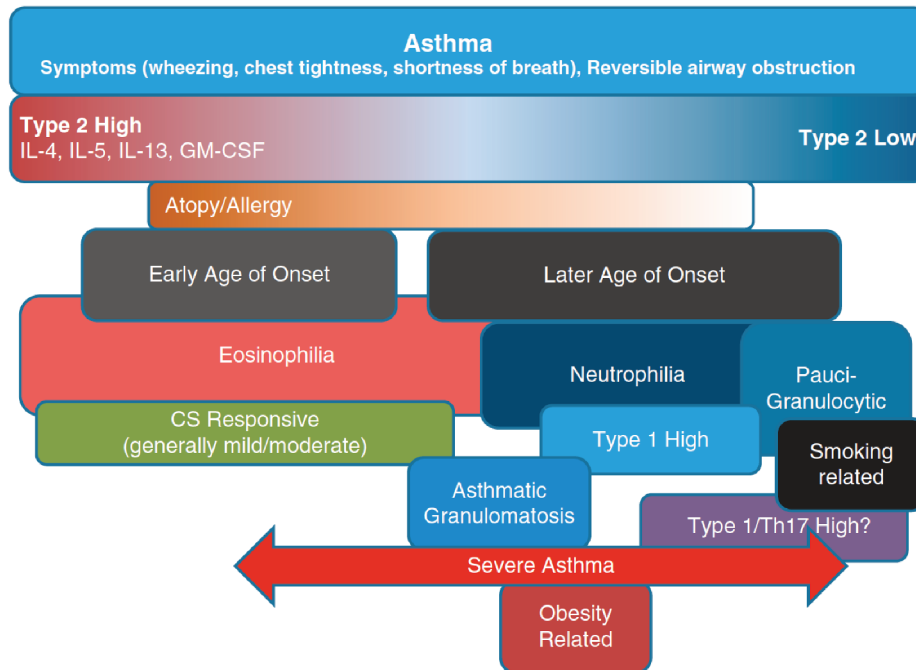 Asthma
Symptoms (wheezing, chest tightness, shortness of breath), Reversible airway obstruction
Type 2 High
IL-4, IL-5, IL-13, GM-CSF
Type 2 Low
Atopy/Allergy
Early Age of Onset
Later Age of Onset
Eosinophilia
Neutrophilia
Pauci-
Granulocytic
CS Responsive
(generally mild/moderate)
Type 1 High
Smoking
related
Asthmatic
Granulomatosis
Type 1/Th17 High?
Severe Asthma
Obesity
Related